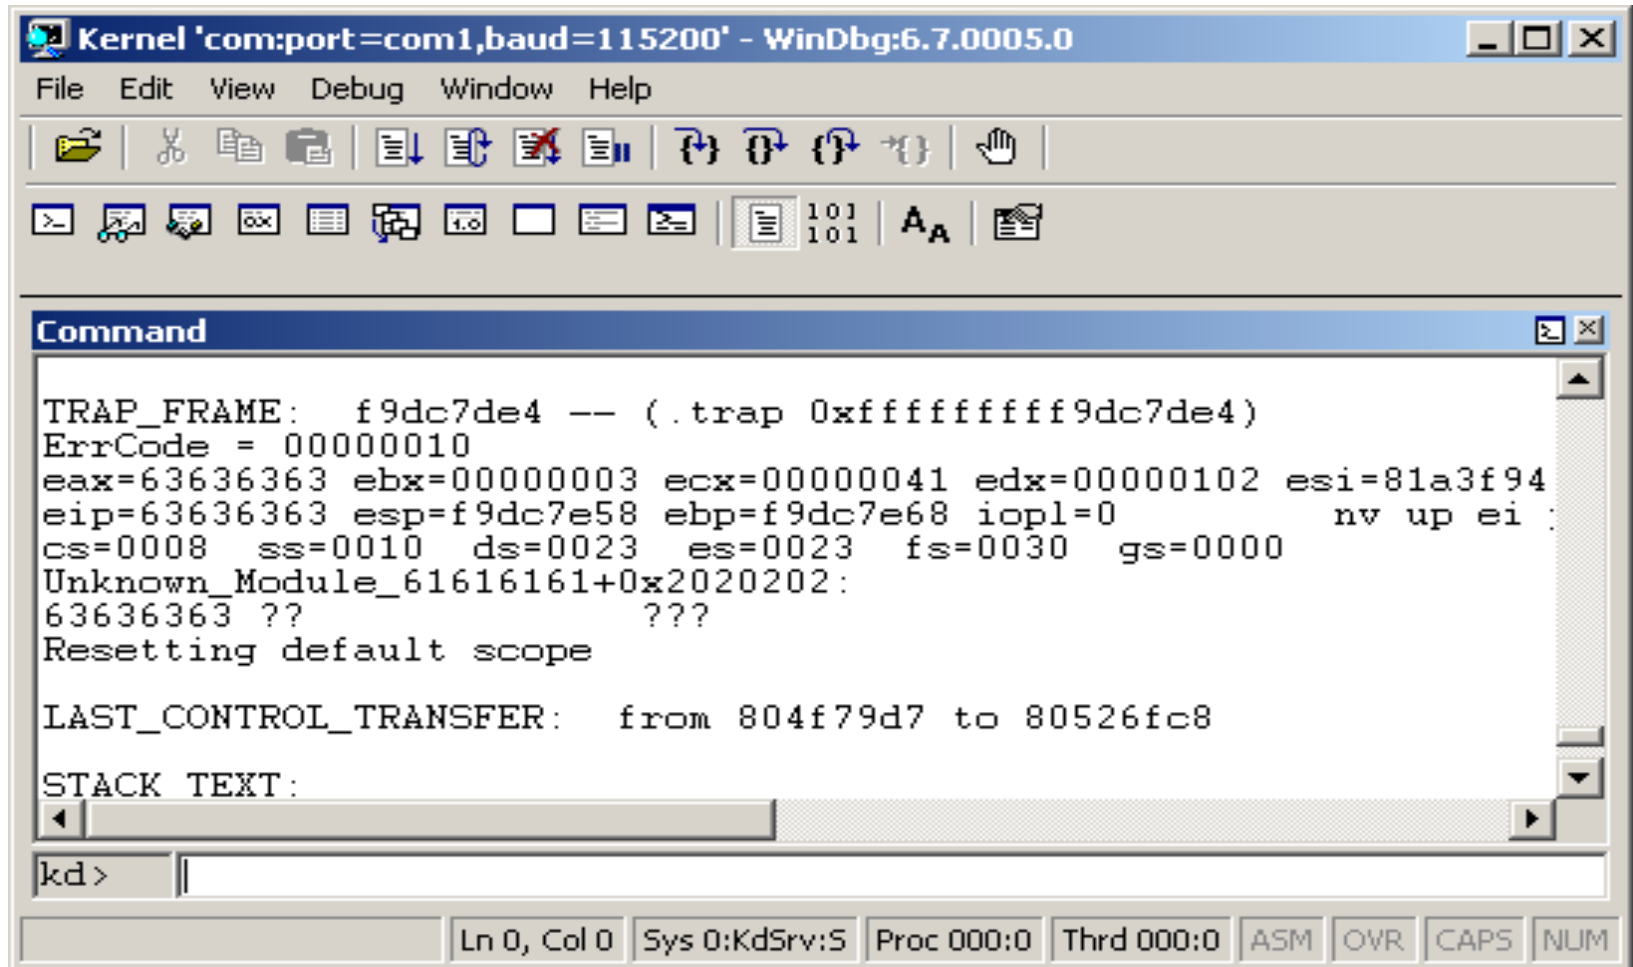 Kernel 'com:port=com1,baud=115200' - WinDbg:6.7.0005.0
File Edit View Debug Window Help
101
101
AA
Command
TRAP_FRAME:  f9dc7de4 -- (.trap 0xfffffffff9dc7de4)
ErrCode = 00000010
eax=63636363 ebx=00000003 ecx=00000041 edx=00000102 esi=81a3f94
eip=63636363 esp=f9dc7e58 ebp=f9dc7e68 iopl=0         nv up ei
cs=0008  ss=0010  ds=0023  es=0023  fs=0030  gs=0000
Unknown_Module_61616161+0x2020202:
63636363 ??              ???
Resetting default scope
LAST_CONTROL_TRANSFER:  from 804f79d7 to 80526fc8
STACK_TEXT:
kd>
Ln 0, Col 0 Sys 0:KdSrv:S Proc 000:0 Thrd 000:0 ASM OVR CAPS NUM